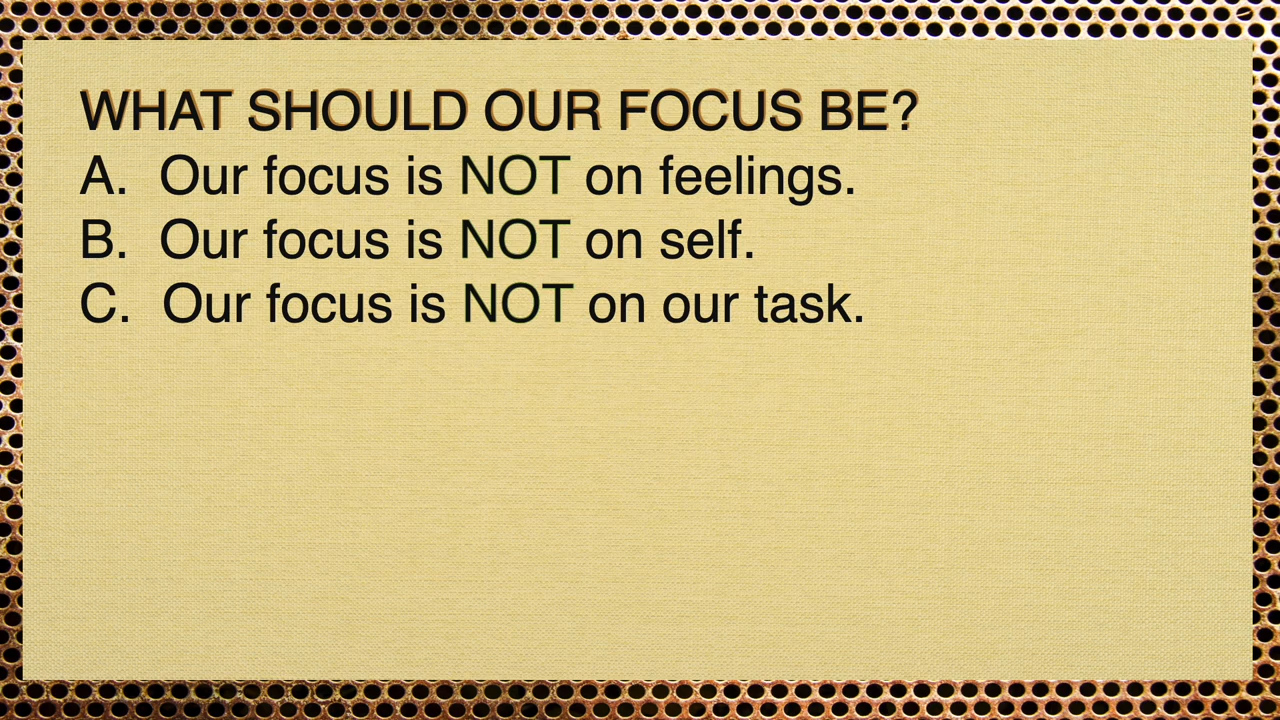 WHAT SHOULD OUR FOCUS BE?
A. Our focus is NOT on feelings.
B. Our focus is NOT on self.
C. Our focus is NOT on our task.